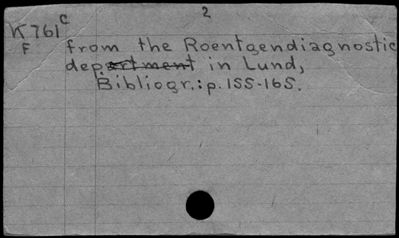 2
K761c
F from the Roentgendiagnostic
department in Lund,
Bibliogr.:p.155-165.